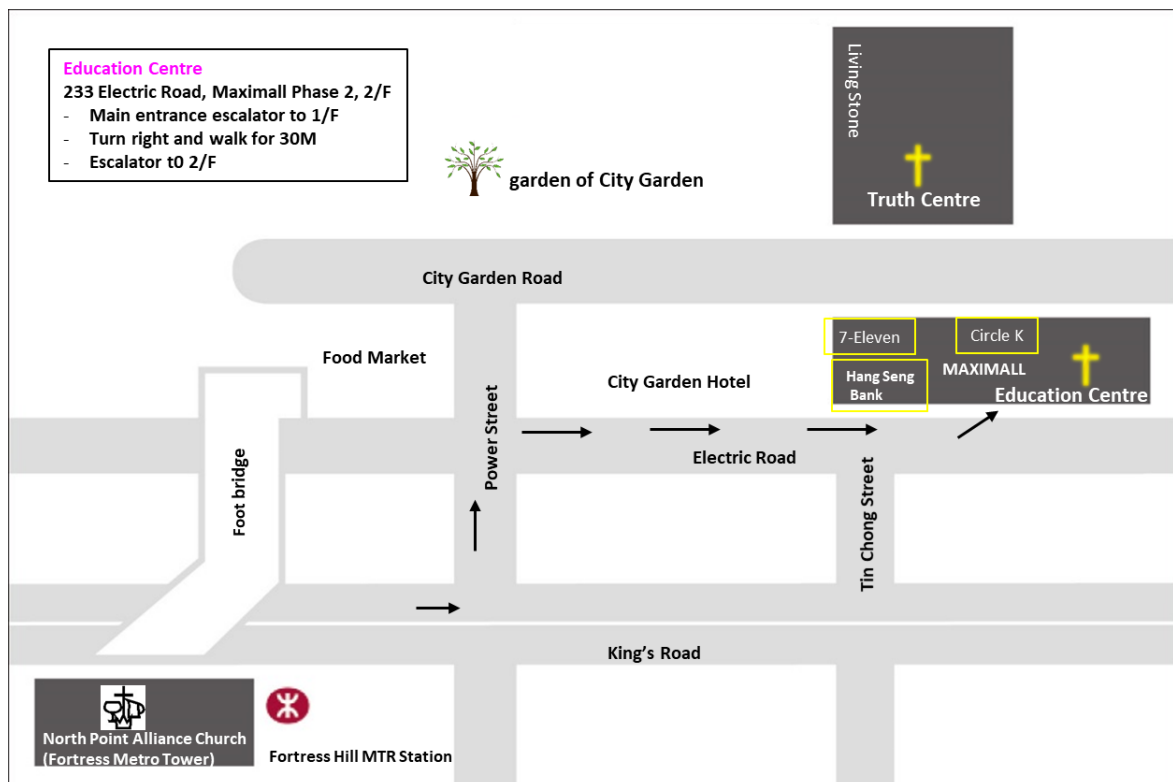 Education Centre
233 Electric Road, Maximall Phase 2, 2/F
- Main entrance escalator to 1/F
- Turn right and walk for 30M
- Escalator t0 2/F
Living Stone
Truth Centre
garden of City Garden
City Garden Road
7-Eleven
Circle K
Food Market
City Garden Hotel
Hang Seng
Bank
MAXIMALL
Education Centre
Foot bridge
Power Street
Electric Road
Tin Chong Street
King's Road
North Point Alliance Church
(Fortress Metro Tower)
Fortress Hill MTR Station